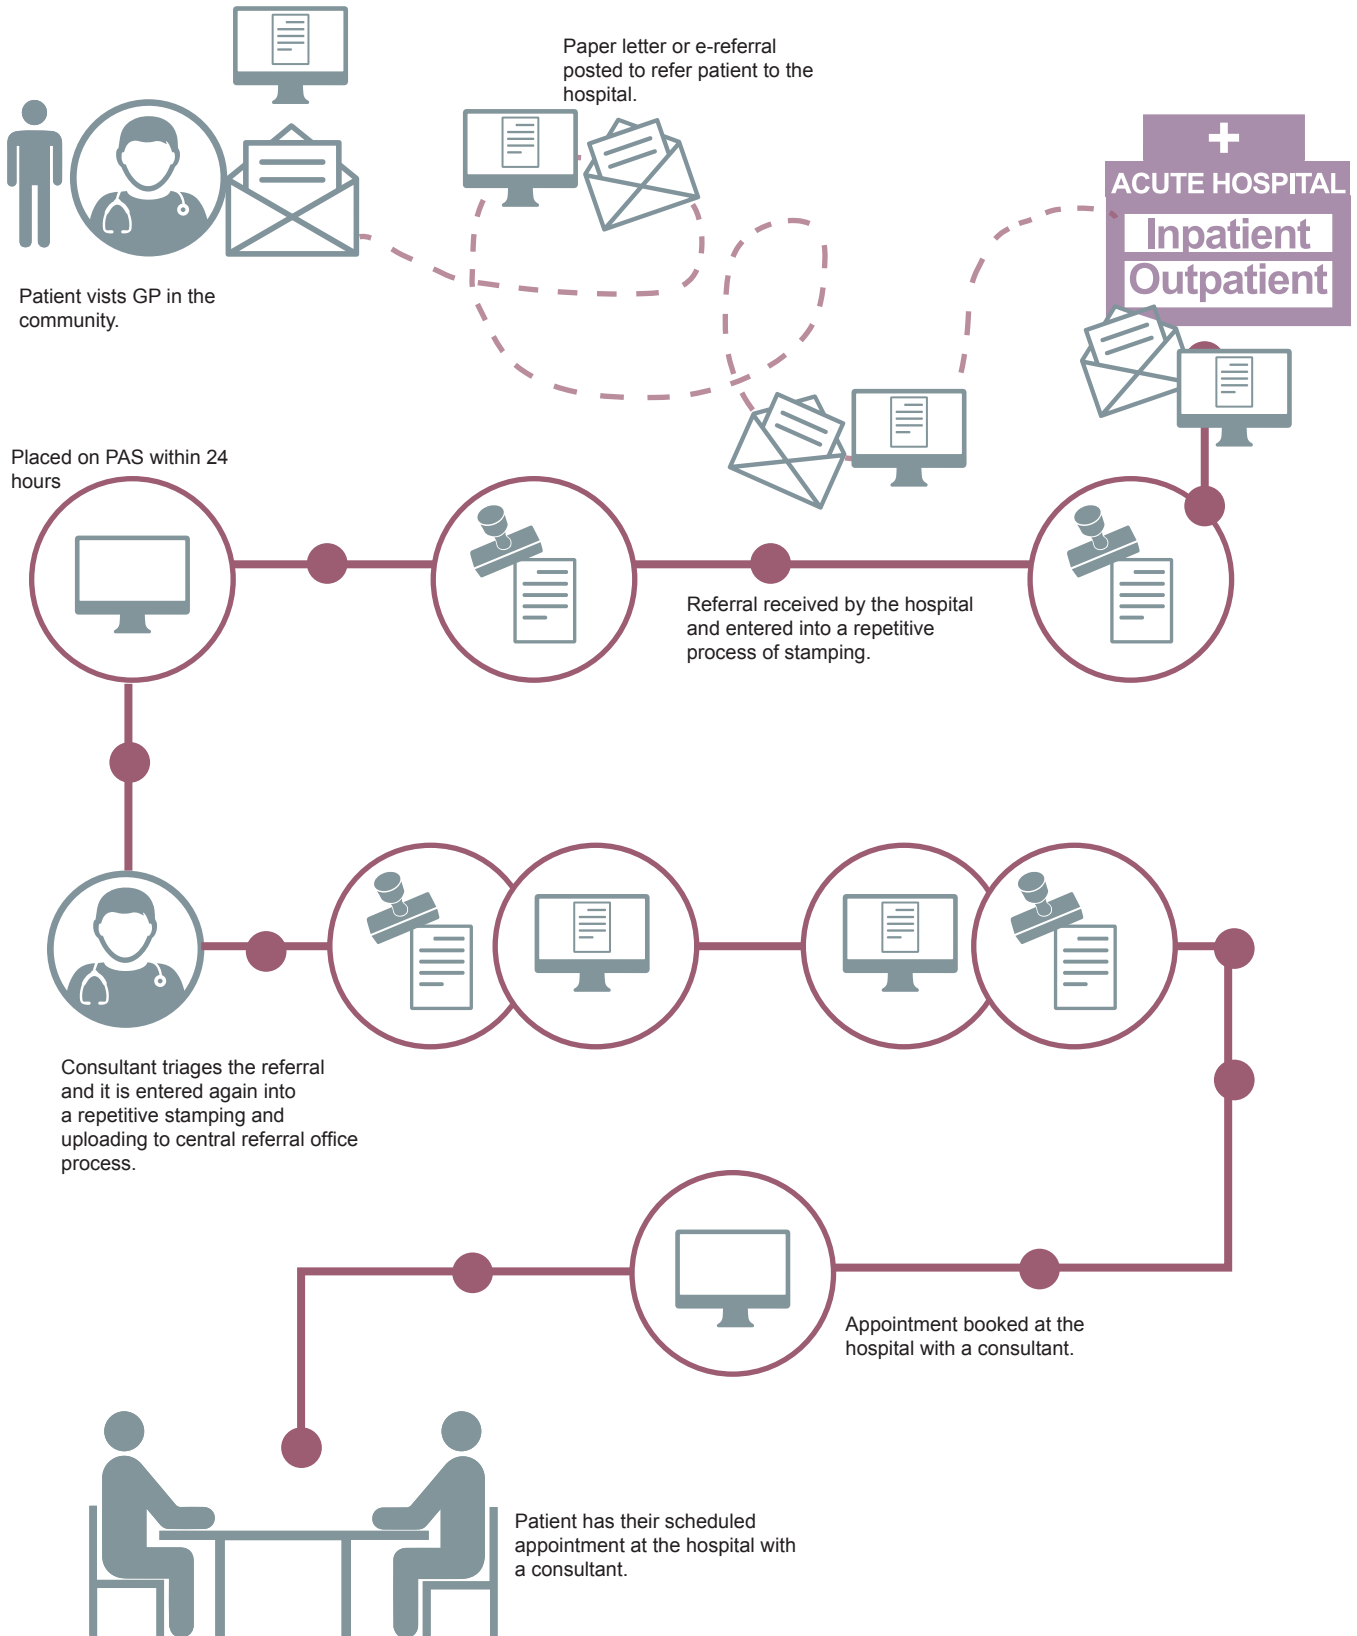 Paper letter or e-referral
posted to refer patient to the
hospital.
ACUTE HOSPITAL
Inpatient
Outpatient
Patient vists GP in the
community.
Placed on PAS within 24
hours
Referral received by the hospital
and entered into a repetitive
process of stamping.
Consultant triages the referral
and it is entered again into
a repetitive stamping and
uploading to central referral office
process.
Appointment booked at the
hospital with a consultant.
Patient has their scheduled
appointment at the hospital with
a consultant.